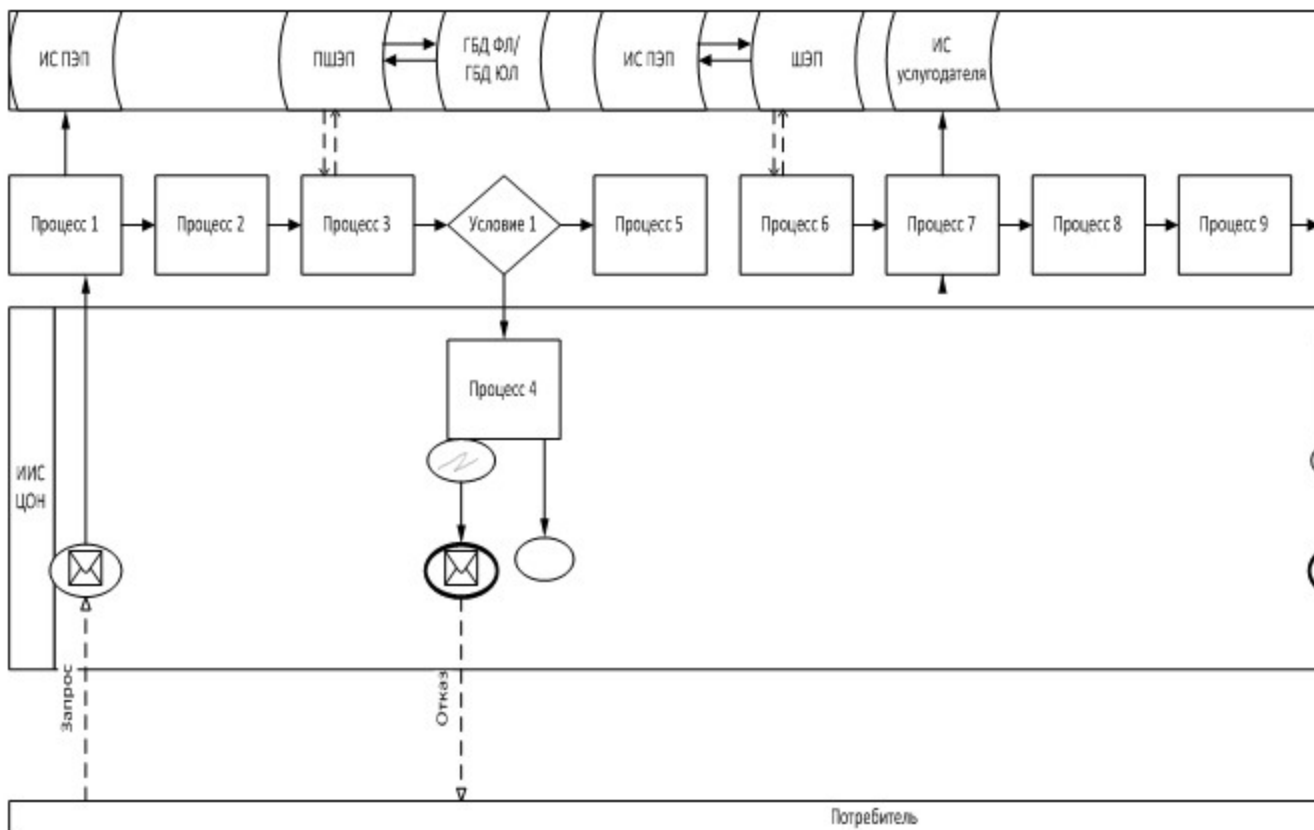 ИС ПЭП
ПШЭП
ГБД ФЛ/
ГБД ЮЛ
ИС ПЭП
ШЭП
ИС
услугодателя
Процесс 1
Процесс 2
Процесс 3
Условие 1
Процесс 5
Процесс 6
Процесс 7
Процесс 8
Процесс 9
Процесс 4
ИИС
ЦОН
Запрос
Отказ
Потребитель